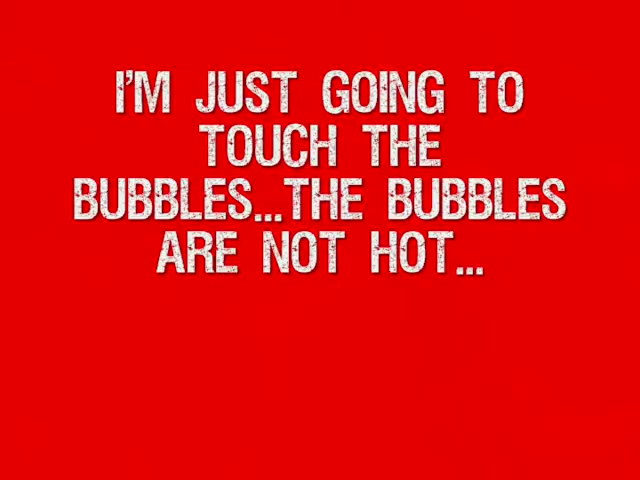 I'M JUST GOING TO
TOUCH THE
BUBBLES...THE BUBBLES
ARE NOT HOT...